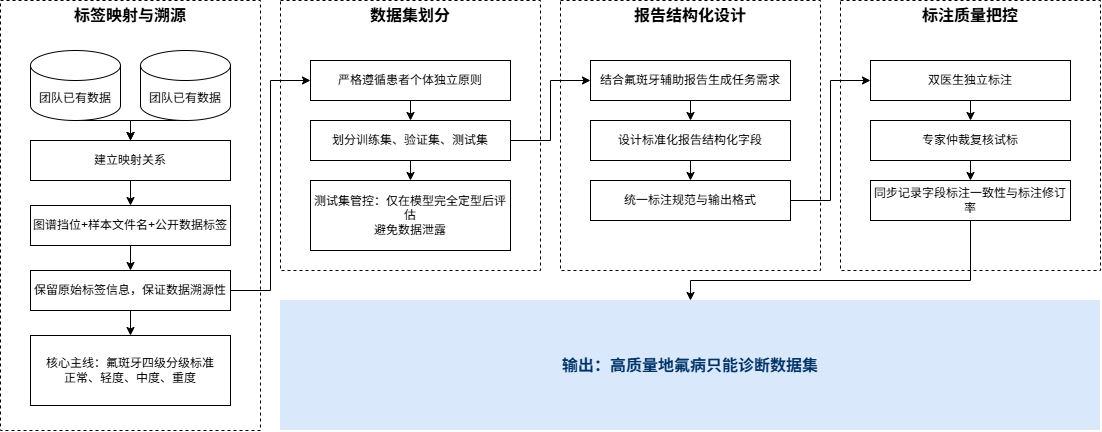 标签映射与溯源
团队已有数据
团队已有数据
建立映射关系
图谱挡位+样本文件名+公开数据标签
保留原始标签信息，保证数据溯源性
核心主线：氟斑牙四级分级标准
正常、轻度、中度、重度
数据集划分
严格遵循患者个体独立原则
划分训练集、验证集、测试集
测试集管控：仅在模型完全定型后评
估
避免数据泄露
报告结构化设计
结合氟斑牙辅助报告生成任务需求
设计标准化报告结构化字段
统一标注规范与输出格式
标注质量把控
双医生独立标注
专家仲裁复核试标
同步记录字段标注一致性与标注修订
率
输出：高质量地氟病只能诊断数据集